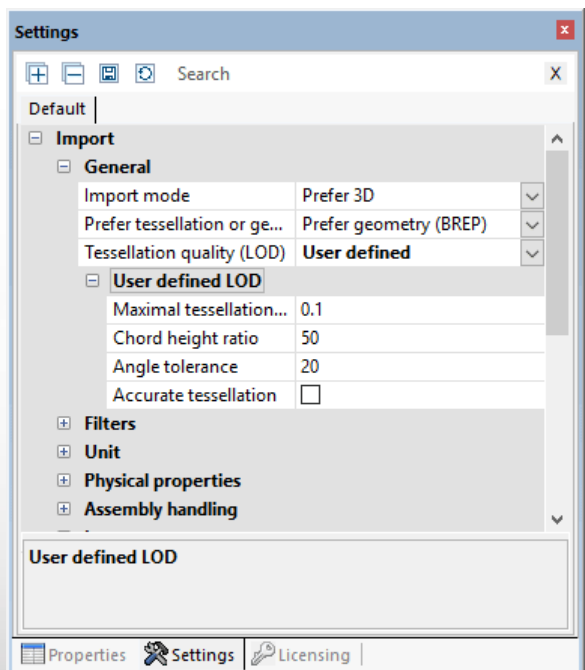 Settings
Search X
Default
Import
General
Import mode Prefer 3D
Prefer tessellation or ge... Prefer geometry (BREP)
Tessellation quality (LOD) User defined
User defined LOD
Maximal tessellation... 0.1
Chord height ratio 50
Angle tolerance 20
Accurate tessellation
Filters
Unit
Physical properties
Assembly handling
User defined LOD
Properties Settings Licensing